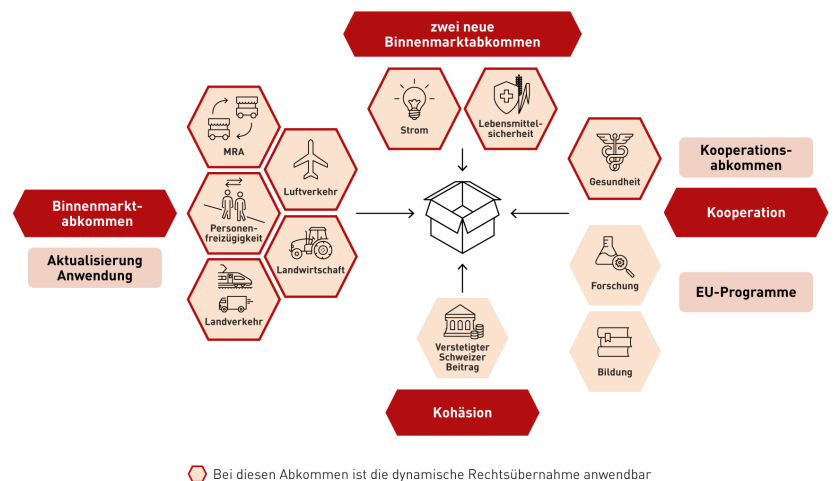 zwei neue
Binnenmarktabkommen
Strom
Lebensmittel-
sicherheit
MRA
Luftverkehr
Personen-
freizügigkeit
Landwirtschaft
Landverkehr
Binnenmarkt-
abkommen
Aktualisierung
Anwendung
Gesundheit
Kooperations-
abkommen
Kooperation
Forschung
EU-Programme
Bildung
Verstetigter
Schweizer
Beitrag
Kohäsion
Bei diesen Abkommen ist die dynamische Rechtsübernahme anwendbar